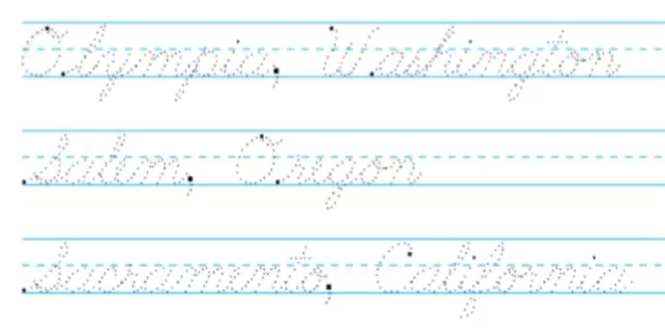 Olympia, Washington
Salem, Oregon
Sacramento, California